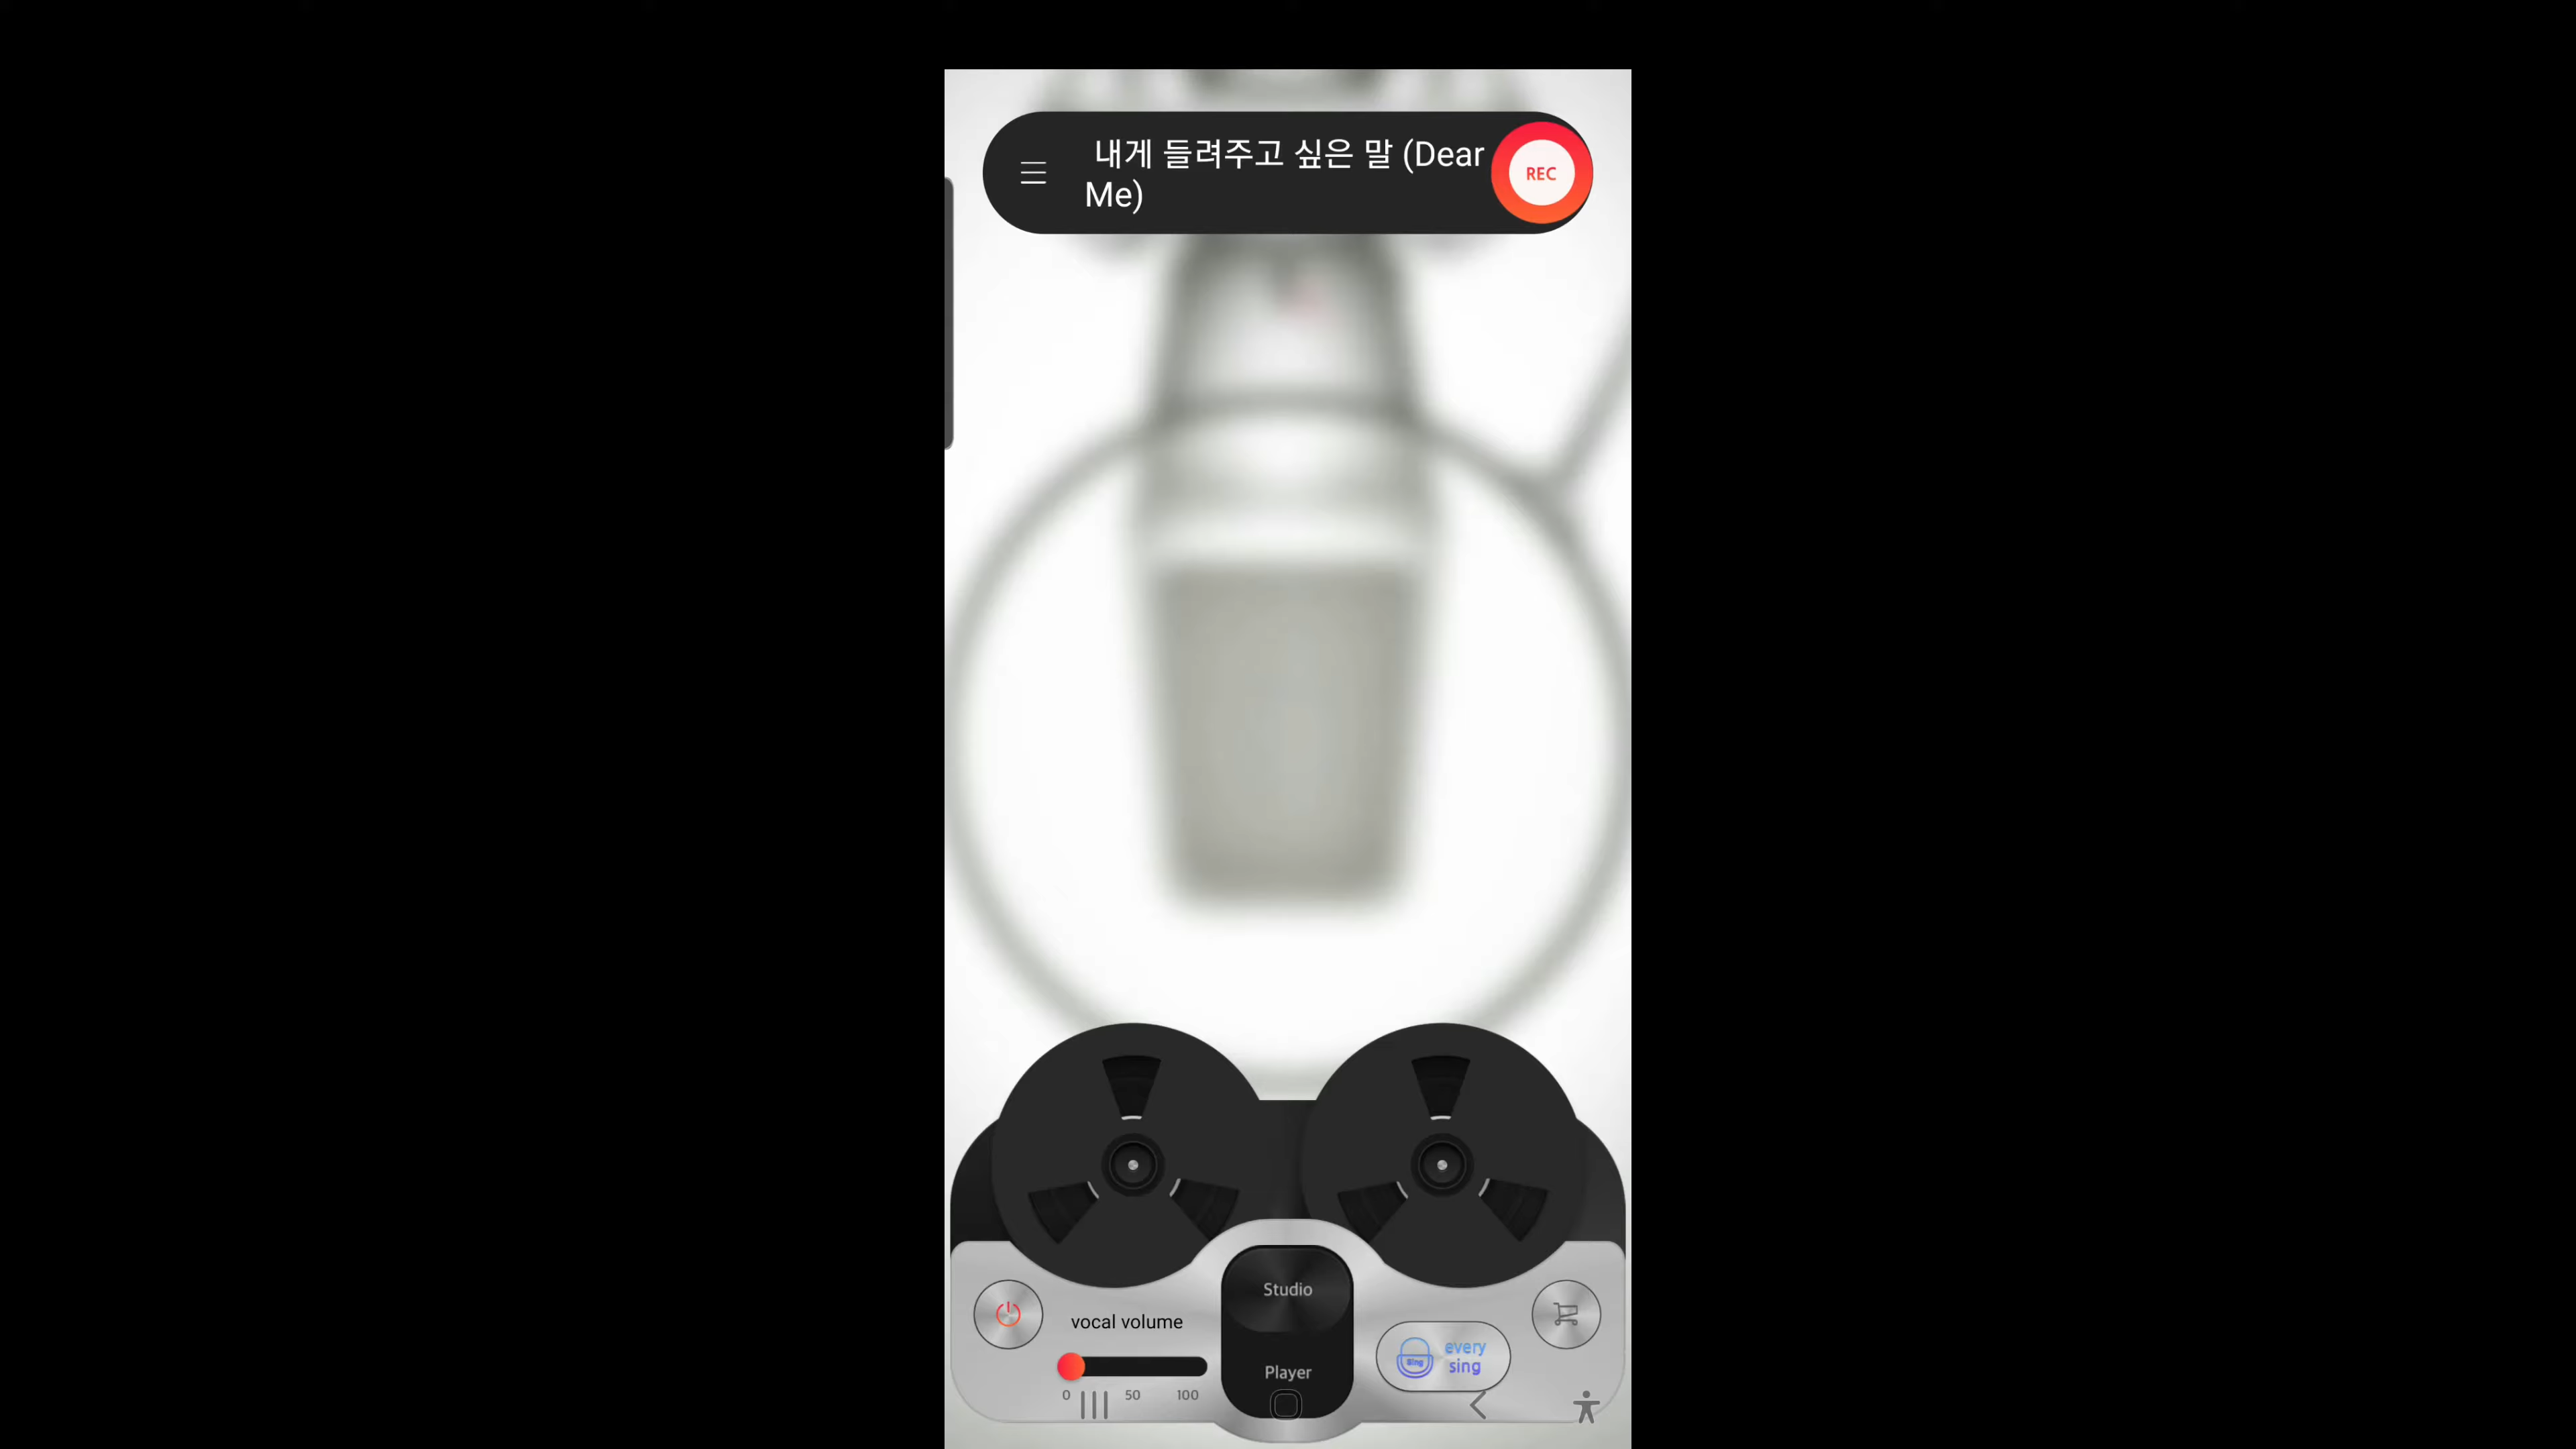 내게 들려주고 싶은 말 (Dear
Me)
REC
Studio
vocal volume
every
sing
Sing
Player
0 50 100